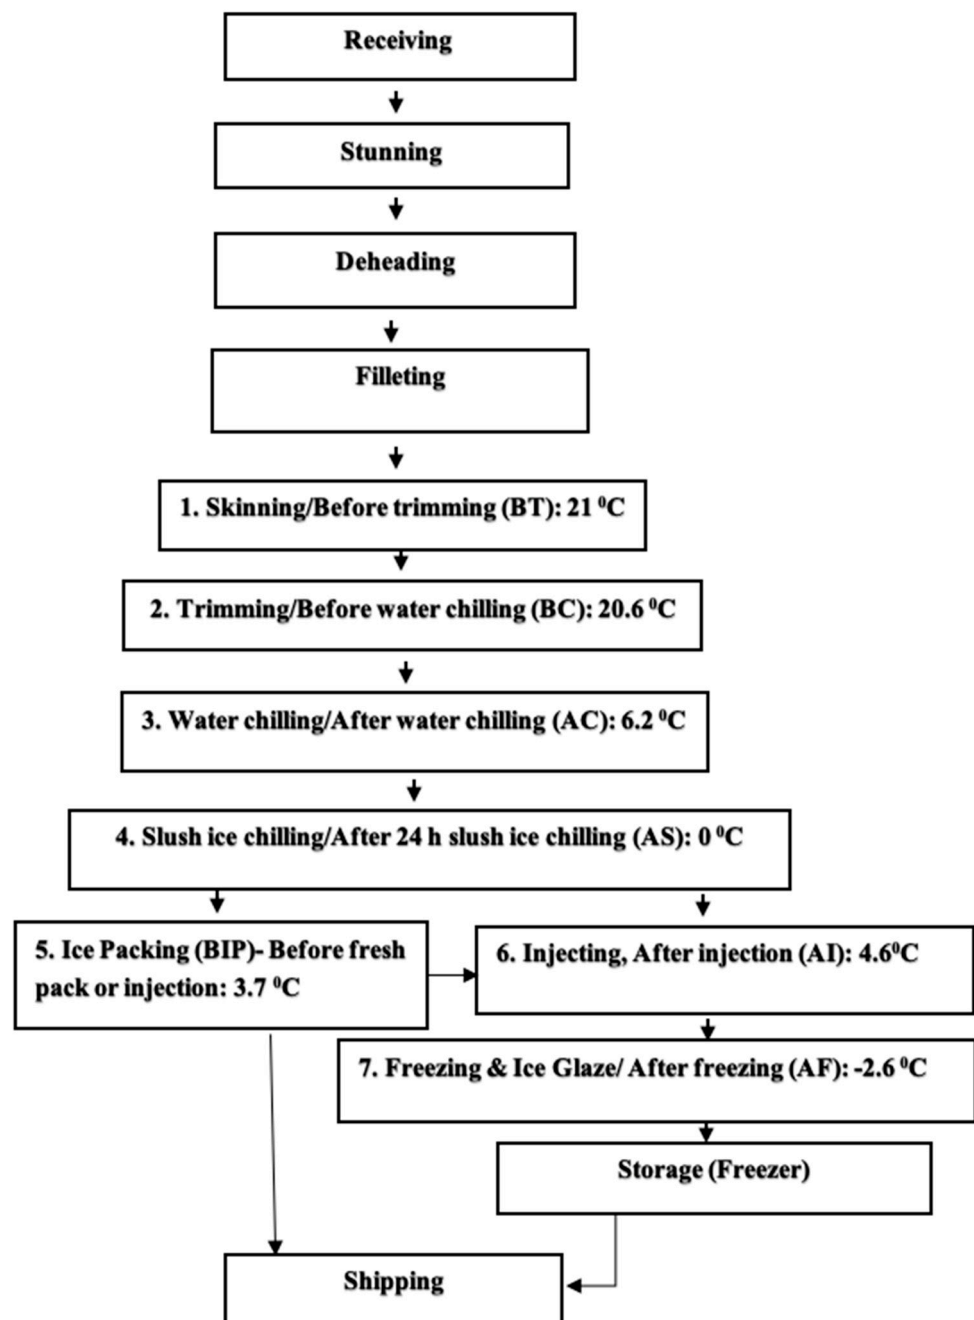 Receiving
Stunning
Deheading
Filleting
1. Skinning/Before trimming (BT): 21 ⁰C
2. Trimming/Before water chilling (BC): 20.6 ⁰C
3. Water chilling/After water chilling (AC): 6.2 ⁰C
4. Slush ice chilling/After 24 h slush ice chilling (AS): 0 ⁰C
5. Ice Packing (BIP)- Before fresh
pack or injection: 3.7 ⁰C
6. Injecting, After injection (AI): 4.6⁰C
7. Freezing & Ice Glaze/ After freezing (AF): -2.6 ⁰C
Storage (Freezer)
Shipping